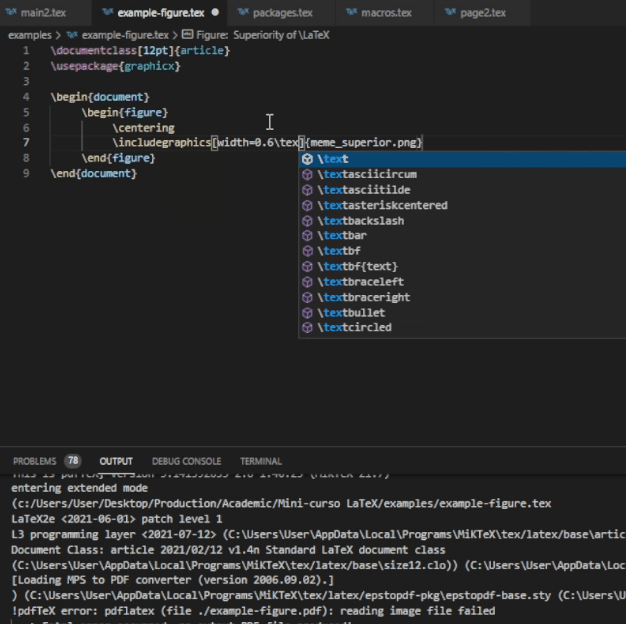 main2.tex example-figure.tex packages.tex macros.tex page2.tex
examples > example-figure.tex > Figure: Superiority of \LaTeX
1 \documentclass[12pt]{article}
2 \usepackage{graphicx}
3
4 \begin{document}
5 \begin{figure}
6 \centering
7 \includegraphics[width=0.6\tex]{meme_superior.png}
8 \end{figure}
9 \end{document}
\text
\textasciicircum
\textasciitilde
\textasteriskcentered
\textbackslash
\textbar
\textbf
\textbf{text}
\textbraceleft
\textbraceright
\textbullet
\textcircled
PROBLEMS 78 OUTPUT DEBUG CONSOLE TERMINAL
entering extended mode
(c:/Users/User/Desktop/Production/Academic/Mini-curso LaTeX/examples/example-figure.tex
LaTeX2e <2021-06-01> patch level 1
L3 programming layer <2021-07-12> (C:\Users\User\AppData\Local\Programs\MiKTeX\tex/latex/base\artic
Document Class: article 2021/02/12 v1.4n Standard LaTeX document class
(C:\Users\User\AppData\Local\Programs\MiKTeX\tex/latex/base\size12.clo)) (C:\Users\User\AppData\Loc
[Loading MPS to PDF converter (version 2006.09.02).]
) (C:\Users\User\AppData\Local\Programs\MiKTeX\tex/latex/epstopdf-pkg\epstopdf-base.sty (C:\Users\U
!pdfTeX error: pdflatex (file ./example-figure.pdf): reading image file failed